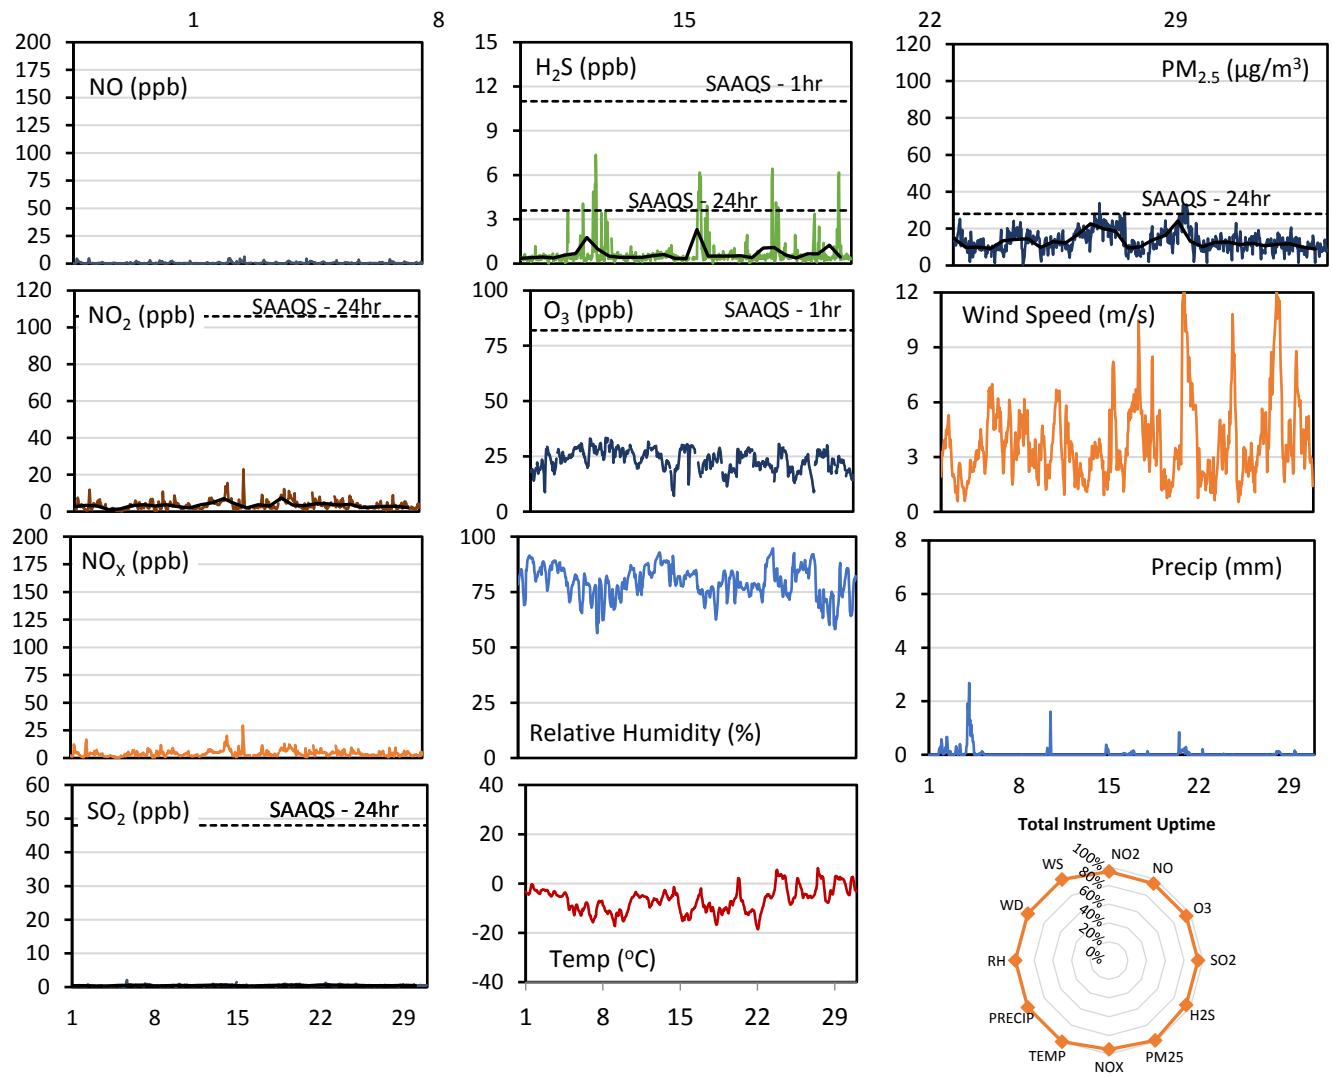 1 8 15 22 29
NO (ppb)
200
175
150
125
100
75
50
25
0
H₂S (ppb)
SAAQS - 1hr
SAAQS - 24hr
15
12
9
6
3
0
PM₂.₅ (µg/m³)
SAAQS - 24hr
120
100
80
60
40
20
0
NO₂ (ppb)
SAAQS - 24hr
120
100
80
60
40
20
0
O₃ (ppb)
SAAQS - 1hr
100
75
50
25
0
Wind Speed (m/s)
12
9
6
3
0
NOX (ppb)
200
175
150
125
100
75
50
25
0
Relative Humidity (%)
100
75
50
25
0
Precip (mm)
8
6
4
2
0
1 8 15 22 29
SO₂ (ppb)
SAAQS - 24hr
60
50
40
30
20
10
0
1 8 15 22 29
Temp (°C)
40
20
0
-20
-40
1 8 15 22 29
Total Instrument Uptime
100%
80%
60%
40%
20%
0%
NO2
NO
O3
SO2
H2S
PM25
NOX
TEMP
PRECIP
RH
WD
WS